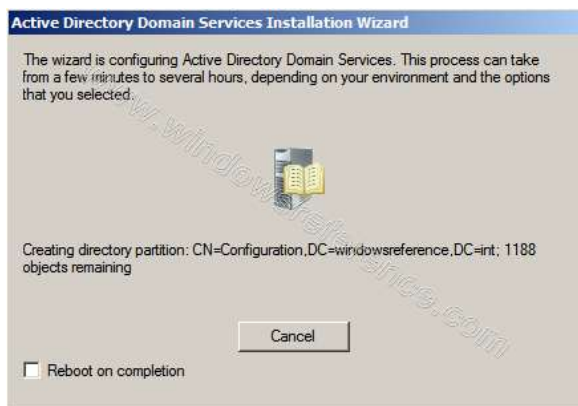 Active Directory Domain Services Installation Wizard
The wizard is configuring Active Directory Domain Services. This process can take
from a few minutes to several hours, depending on your environment and the options
that you selected.
www.windowsreference.com
Creating directory partition: CN=Configuration,DC=windowsreference,DC=int; 1188
objects remaining
Cancel
Reboot on completion